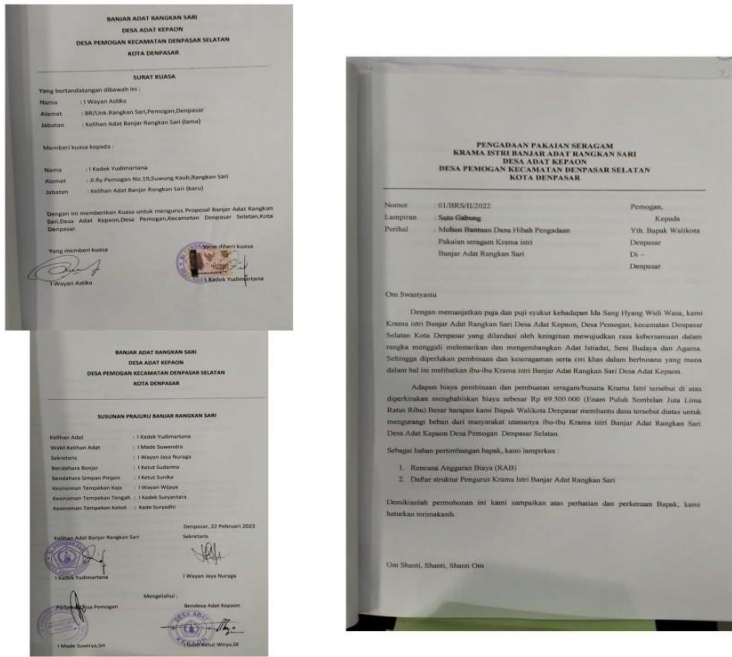 BANJAR ADAT RANGKAN SARI
DESA ADAT KEPAON
DESA PEMOGAN KECAMATAN DENPASAR SELATAN
KOTA DENPASAR
SURAT KUASA
Yang bertandatangan dibawah ini :
Nama : I Wayan Astika
Alamat : BR/Link.Rangkan Sari,Pemogan,Denpasar
Jabatan : Kelihan Adat Banjar Rangkan Sari (lama)
Memberi kuasa kepada :
Nama : I Kadek Yudimartana
Alamat : Jl.Ry.Pemogan No.19,Suwung Kauh,Rangkan Sari
Jabatan : Kelihan Adat Banjar Rangkan Sari (baru)
Dengan ini memberikan Kuasa untuk mengurus Proposal Banjar Adat Rangkan
Sari,Desa Adat Kepaon,Desa Pemogan,Kecamatan Denpasar Selatan,Kota
Denpasar
Yang memberi kuasa Yang diberi kuasa
I Wayan Astika I Kadek Yudimartana
BANJAR ADAT RANGKAN SARI
DESA ADAT KEPAON
DESA PEMOGAN KECAMATAN DENPASAR SELATAN
KOTA DENPASAR
SUSUNAN PRAJURU BANJAR RANGKAN SARI
Kelihan Adat : I Kadek Yudimartana
Wakil Kelihan Adat : I Made Suwendra
Sekretaris : I Wayan Jaya Nuraga
Bendahara Banjar : I Ketut Sudarma
Bendahara Simpan Pinjam : I Ketut Sunika
Kesinoman Tempekan Kaja : I Wayan Wijaya
Kesinoman Tempekan Tengah : I Kadek Suryantara
Kesinoman Tempekan Kelod : Kade Suryadhi
Denpasar, 22 Pebruari 2023
Kelihan Adat Banjar Rangkan Sari Sekretaris
I Kadek Yudimartana I Wayan Jaya Nuraga
Mengetahui ;
Desa Pemogan Bendesa Adat Kepaon
DESA ADAT
KEPAON
I Made Suwirya,SH Ketut Wirya,SE
PENGADAAN PAKAIAN SERAGAM
KRAMA ISTRI BANJAR ADAT RANGKAN SARI
DESA ADAT KEPAON
DESA PEMOGAN KECAMATAN DENPASAR SELATAN
KOTA DENPASAR
Nomor : 01/BRS/II/2022 Pemogan,
Lampiran : Satu Gabung Kepada
Perihal : Mohon Bantuan Dana Hibah Pengadaan Yth. Bapak Walikota
Pakaian seragam Krama istri Denpasar
Banjar Adat Rangkan Sari Di –
Denpasar
Om Swastyastu
Dengan memanjatkan puja dan puji syukur kehadapan Ida Sang Hyang Widi Wasa, kami
Krama istri Banjar Adat Rangkan Sari Desa Adat Kepaon, Desa Pemogan, kecamatan Denpasar
Selatan Kota Denpasar yang dilandasi oleh keinginan mewujudkan rasa kebersamaan dalam
rangka menggali melestarikan dan mengembangkan Adat Istiadat, Seni Budaya dan Agama.
Sehingga diperlukan pembinaan dan keseragaman serta ciri khas dalam berbusana yang mana
dalam hal ini melibatkan ibu-ibu Krama istri Banjar Adat Rangkan Sari Desa Adat Kepaon.
Adapun biaya pembinaan dan pembuatan seragam/busana Krama Istri tersebut di atas
diperkirakan menghabiskan biaya sebesar Rp 69.500.000 (Enam Puluh Sembilan Juta Lima
Ratus Ribu) Besar harapan kami Bapak Walikota Denpasar membantu dana tersebut diatas untuk
mengurangi beban dari masyarakat utamanya ibu-ibu Krama istri Banjar Adat Rangkan Sari
Desa Adat Kepaon Desa Pemogan Denpasar Selatan.
Sebagai bahan pertimbangan bapak, kami lampirkan :
1. Rencana Anggaran Biaya (RAB)
2. Daftar struktur Pengurus Krama Istri Banjar Adat Rangkan Sari
Demikianlah permohonan ini kami sampaikan atas perhatian dan perkenaan Bapak, kami
haturkan terimakasih.
Om Shanti, Shanti, Shanti Om